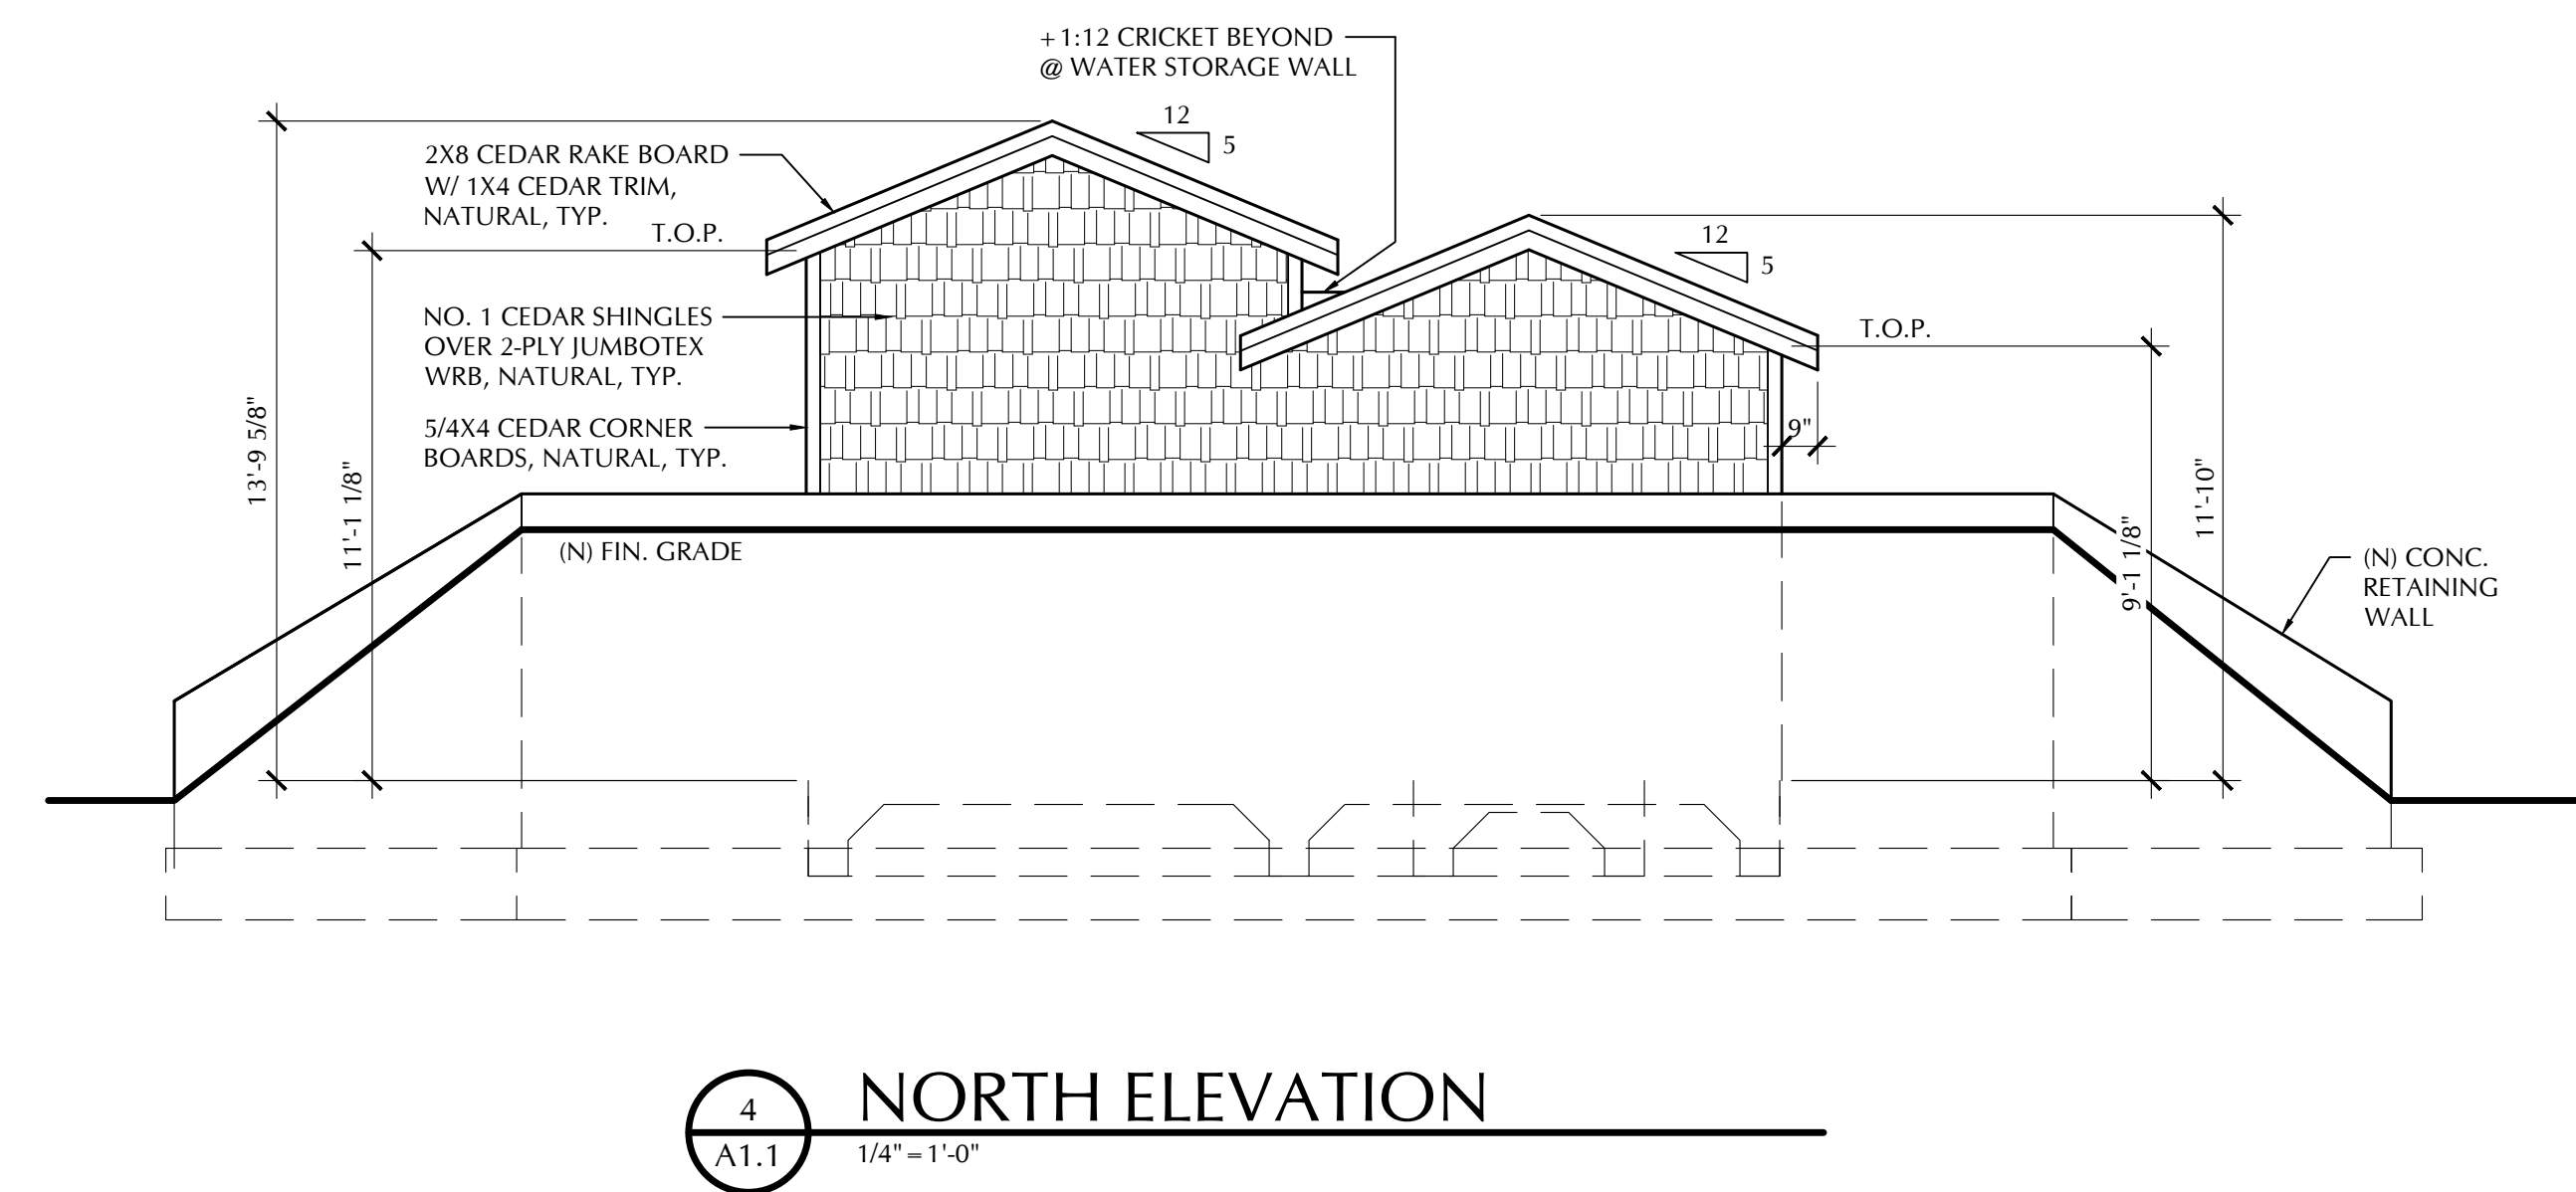 +1:12 CRICKET BEYOND
@ WATER STORAGE WALL
12
5
2X8 CEDAR RAKE BOARD
W/ 1X4 CEDAR TRIM,
NATURAL, TYP.
T.O.P.
12
5
T.O.P.
NO. 1 CEDAR SHINGLES
OVER 2-PLY JUMBOTEX
WRB, NATURAL, TYP.
5/4X4 CEDAR CORNER
BOARDS, NATURAL, TYP.
9"
13'-9 5/8"
11'-1 1/8"
9'-1 1/8"
11'-10"
(N) FIN. GRADE
(N) CONC.
RETAINING
WALL
4
A1.1
NORTH ELEVATION
1/4"=1'-0"